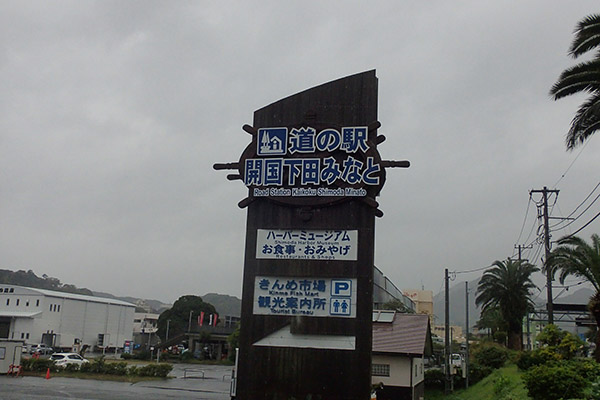 道の駅
開国下田みなと
Road Station Kaikoku Shimoda Minato
ハーバーミュージアム
Shimoda Harbor Museum
お食事・おみやげ
Restaurants & Shops
きんめ市場 P
Kinme Fish Mart
観光案内所
Tourist Bureau